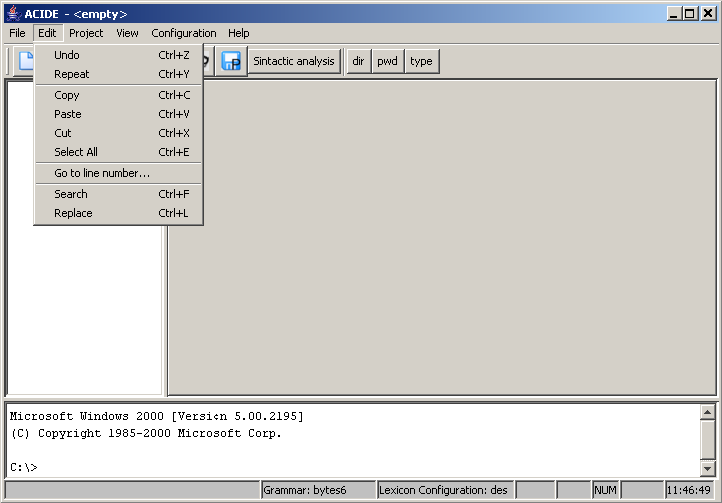 ACIDE - <empty>
File Edit Project View Configuration Help
Sintactic analysis dir pwd type
Undo Ctrl+Z
Repeat Ctrl+Y
Copy Ctrl+C
Paste Ctrl+V
Cut Ctrl+X
Select All Ctrl+E
Go to line number...
Search Ctrl+F
Replace Ctrl+L
Microsoft Windows 2000 [Versi¢n 5.00.2195]
(C) Copyright 1985-2000 Microsoft Corp.
C:\>
Grammar: bytes6 Lexicon Configuration: des NUM 11:46:49